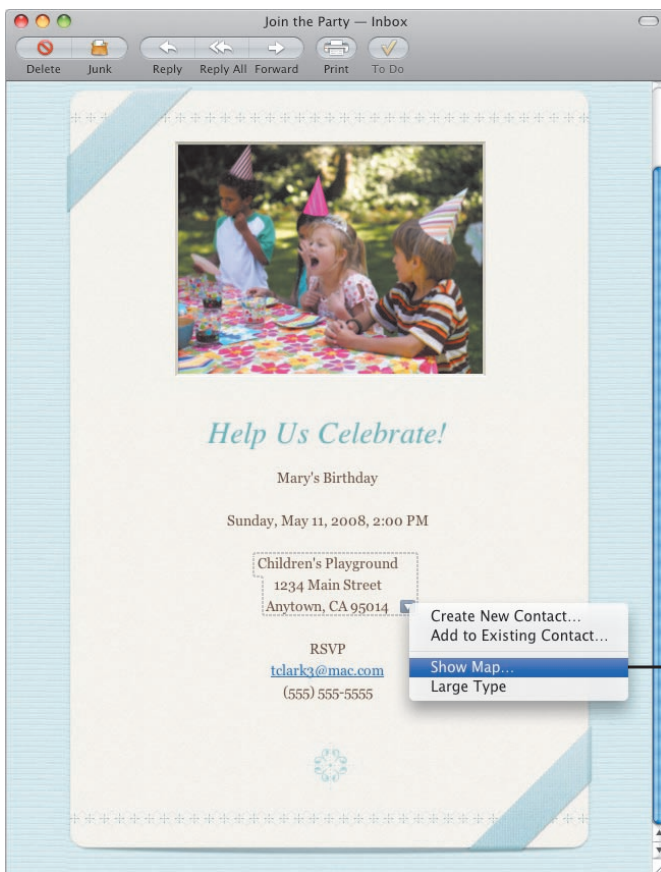 Join the Party — Inbox
Delete Junk Reply Reply All Forward Print To Do
Help Us Celebrate!
Mary's Birthday
Sunday, May 11, 2008, 2:00 PM
Children's Playground
1234 Main Street
Anytown, CA 95014
Create New Contact...
Add to Existing Contact...
Show Map...
Large Type
RSVP
tclark3@mac.com
(555) 555-5555